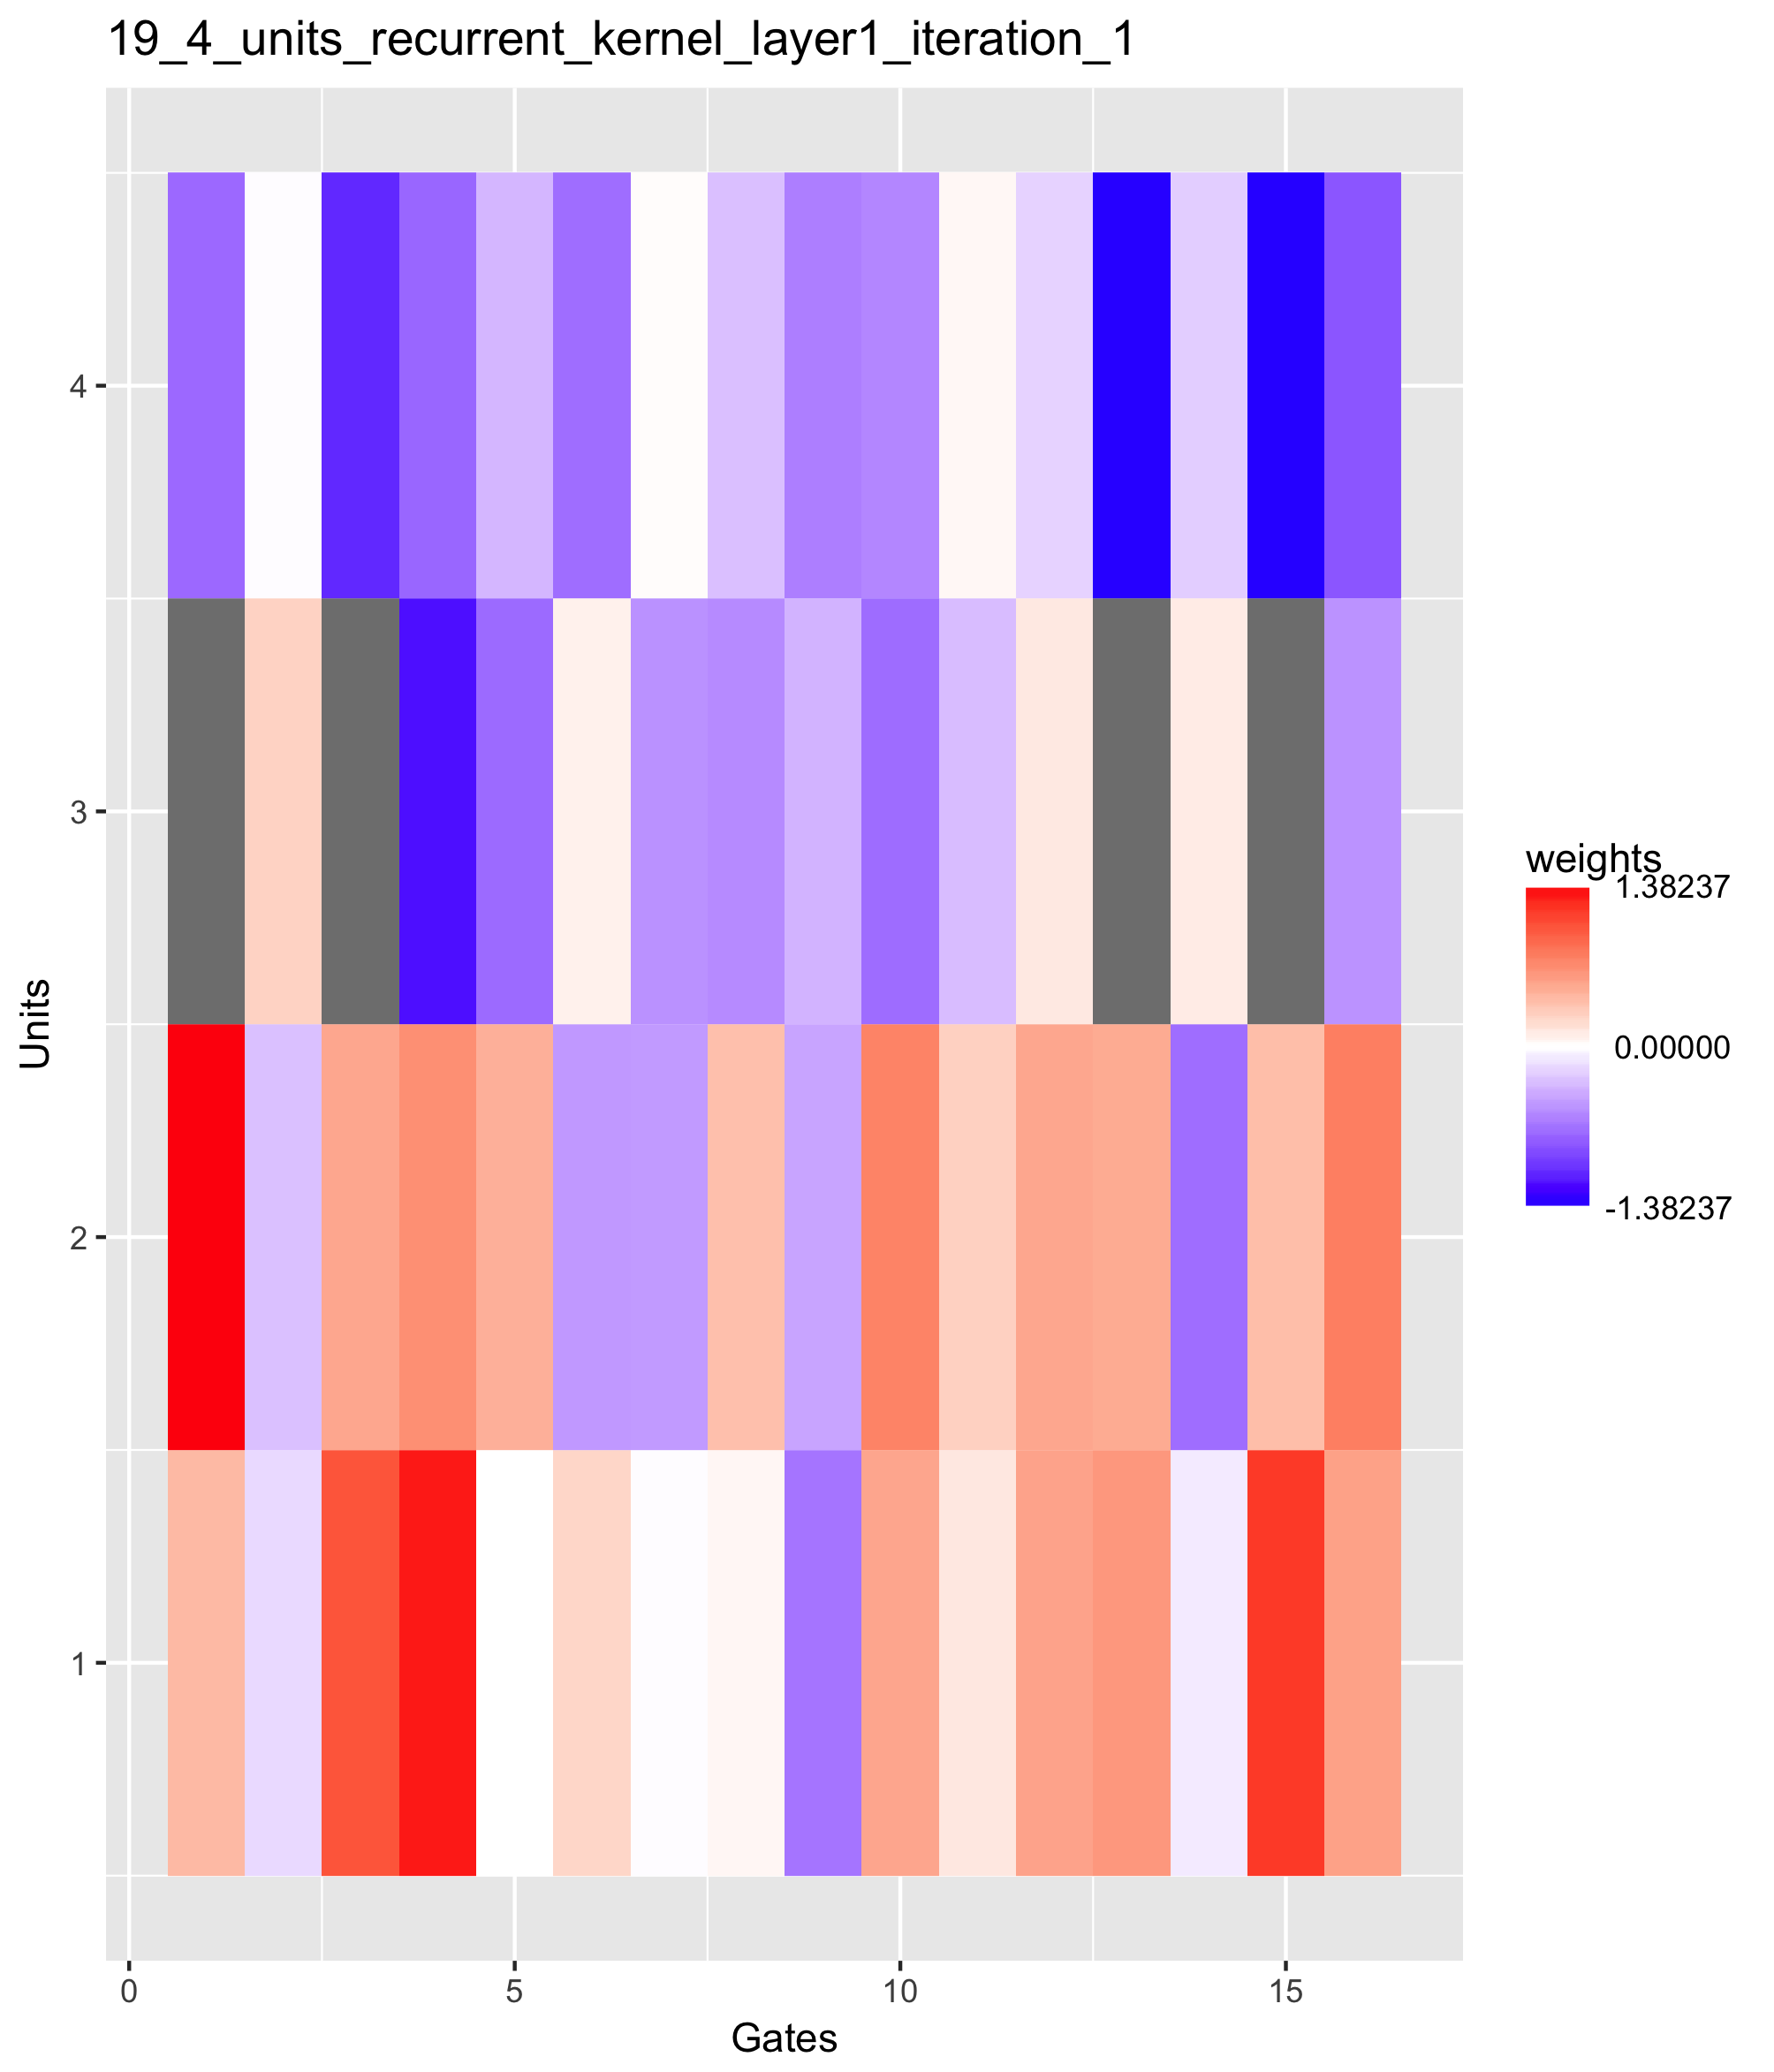 19_4_units_recurrent_kernel_layer1_iteration_1
4
3
2
1
Units
0 5 10 15
Gates
weights
1.38237
0.00000
-1.38237